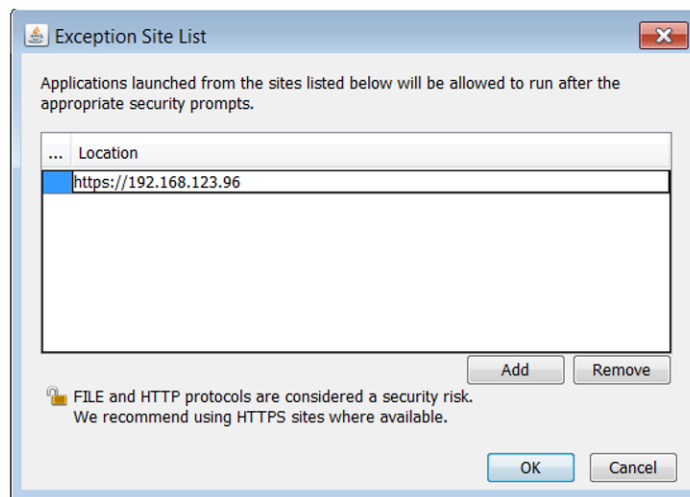 Exception Site List
Applications launched from the sites listed below will be allowed to run after the
appropriate security prompts.
... Location
https://192.168.123.96
Add Remove
FILE and HTTP protocols are considered a security risk.
We recommend using HTTPS sites where available.
OK Cancel